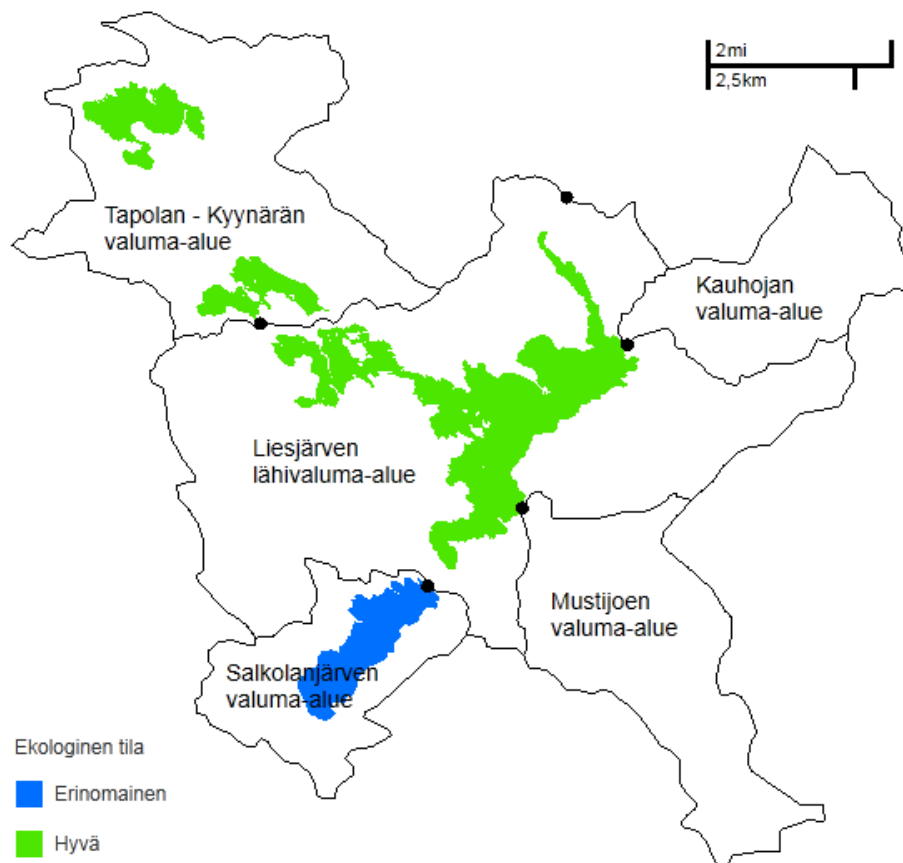 2mi
2,5km
Tapolan - Kyynärän
valuma-alue
Kauhojan
valuma-alue
Liesjärven
lähivaluma-alue
Mustijoen
valuma-alue
Salkolanjärven
valuma-alue
Ekologinen tila
Erinomainen
Hyvä